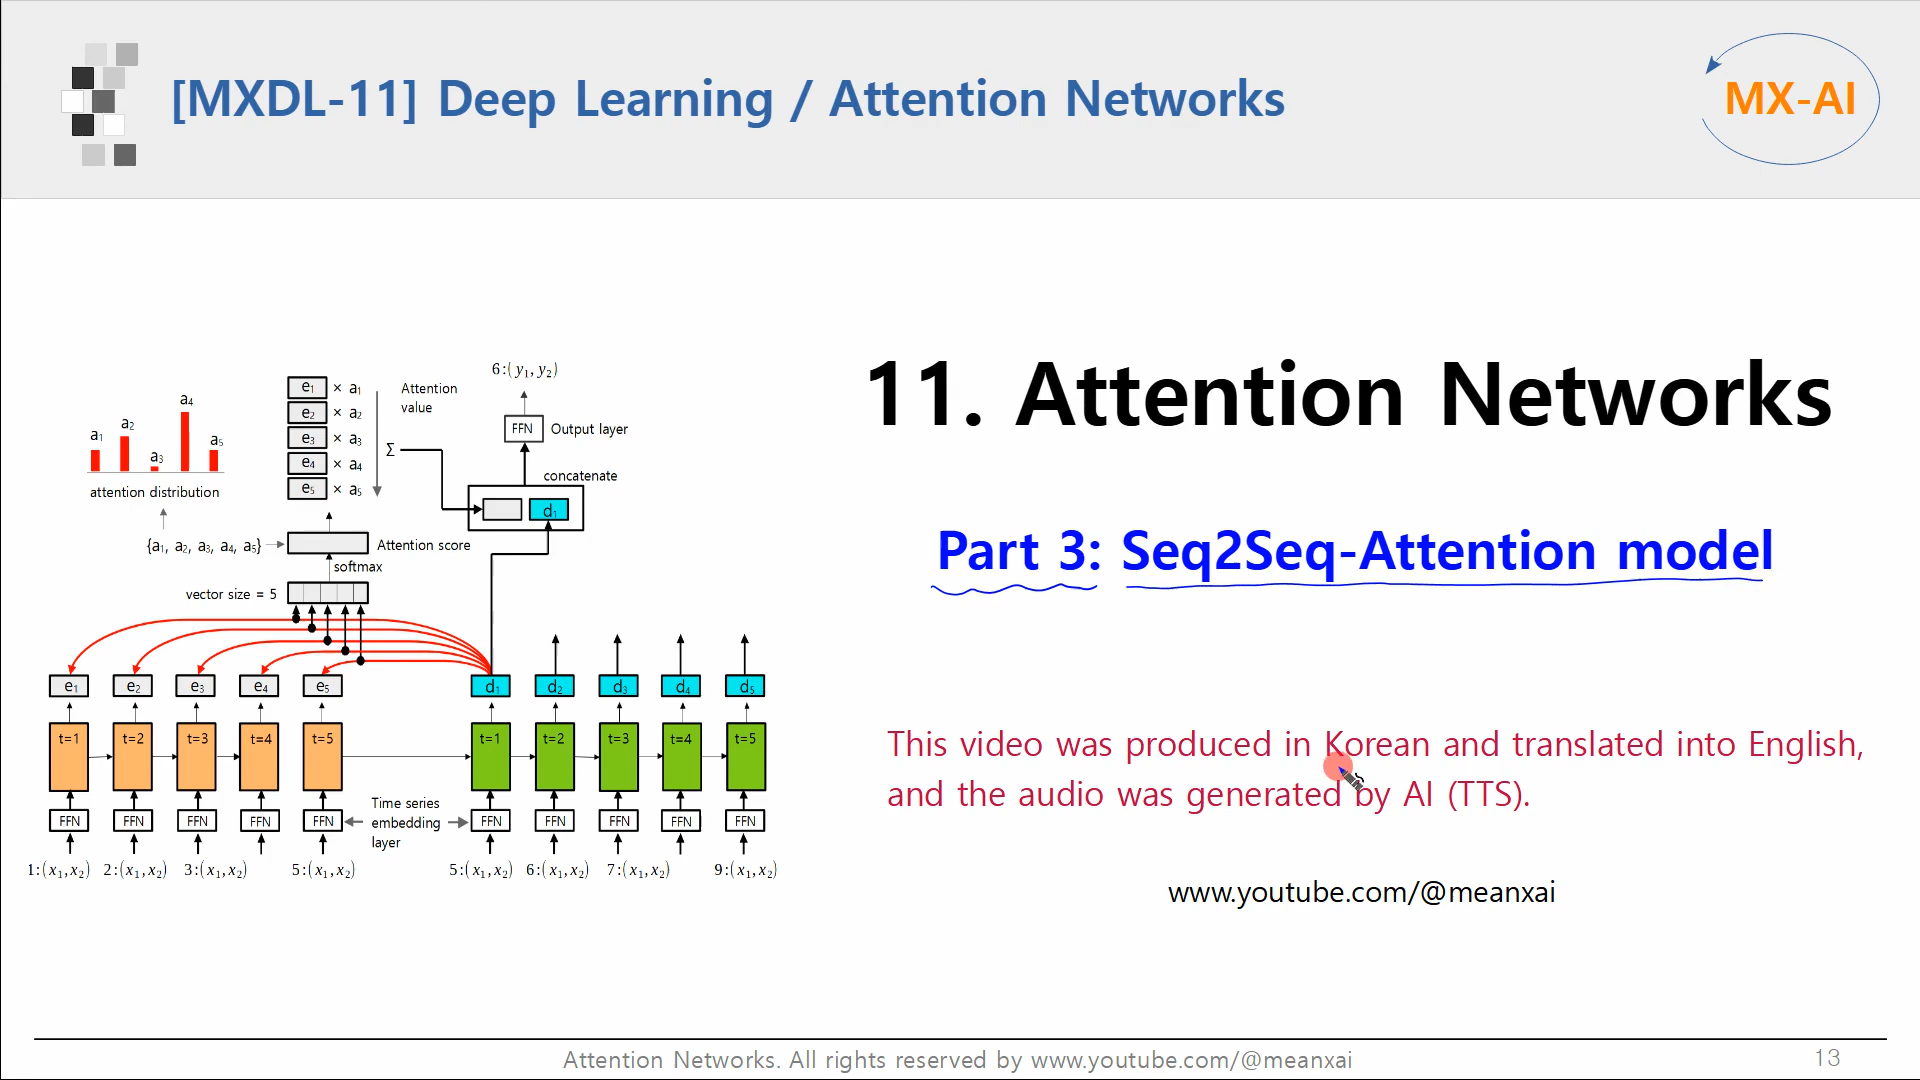 [MXDL-11] Deep Learning / Attention Networks
MX-AI
11. Attention Networks
Part 3: Seq2Seq-Attention model
This video was produced in Korean and translated into English,
and the audio was generated by AI (TTS).
www.youtube.com/@meanxai
6:(y₁, y₂)
e₁ × a₁
e₂ × a₂
e₃ × a₃
e₄ × a₄
e₅ × a₅
Attention
value
Σ
FFN
Output layer
concatenate
d₁
a₁
a₂
a₃
a₄
a₅
attention distribution
{a₁, a₂, a₃, a₄, a₅}
Attention score
softmax
vector size = 5
e₁ e₂ e₃ e₄ e₅ d₁ d₂ d₃ d₄ d₅
t=1 t=2 t=3 t=4 t=5 t=1 t=2 t=3 t=4 t=5
Time series
embedding
layer
FFN FFN FFN FFN FFN FFN FFN FFN FFN FFN
1:(x₁,x₂) 2:(x₁,x₂) 3:(x₁,x₂) 5:(x₁,x₂) 5:(x₁,x₂) 6:(x₁,x₂) 7:(x₁,x₂) 9:(x₁,x₂)
Attention Networks. All rights reserved by www.youtube.com/@meanxai
13